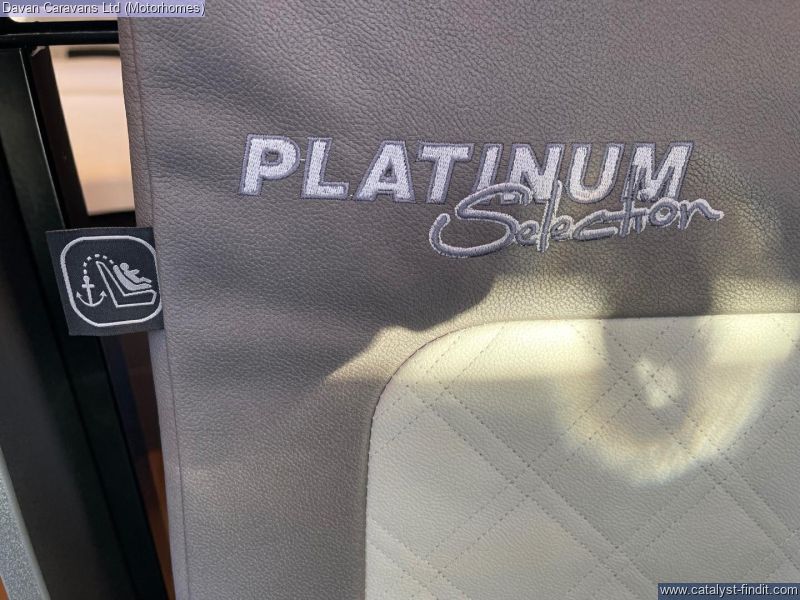 Davan Caravans Ltd (Motorhomes)
PLATINUM
Selection
www.catalyst-findit.com